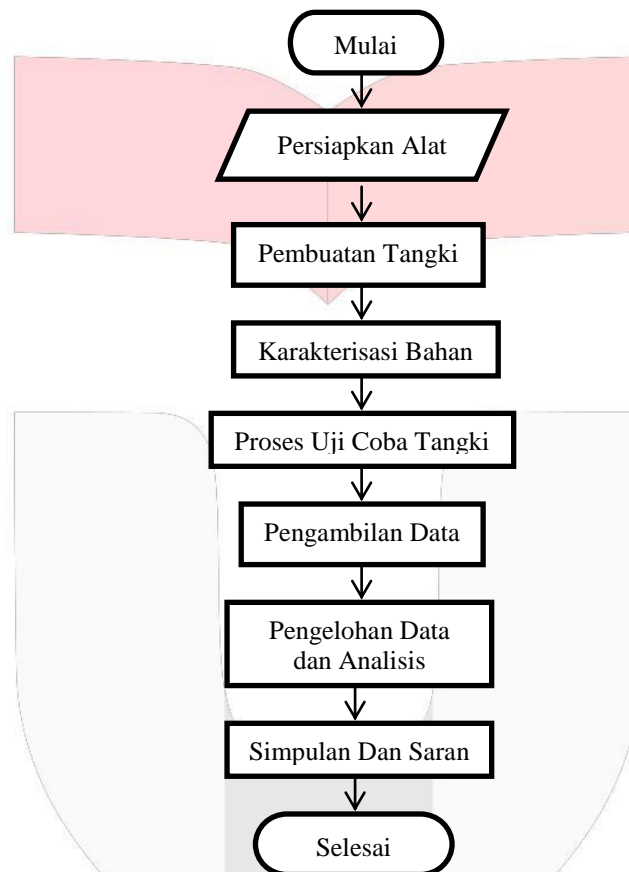 Mulai
Persiapkan Alat
Pembuatan Tangki
Karakterisasi Bahan
Proses Uji Coba Tangki
Pengambilan Data
Pengelohan Data
dan Analisis
Simpulan Dan Saran
Selesai